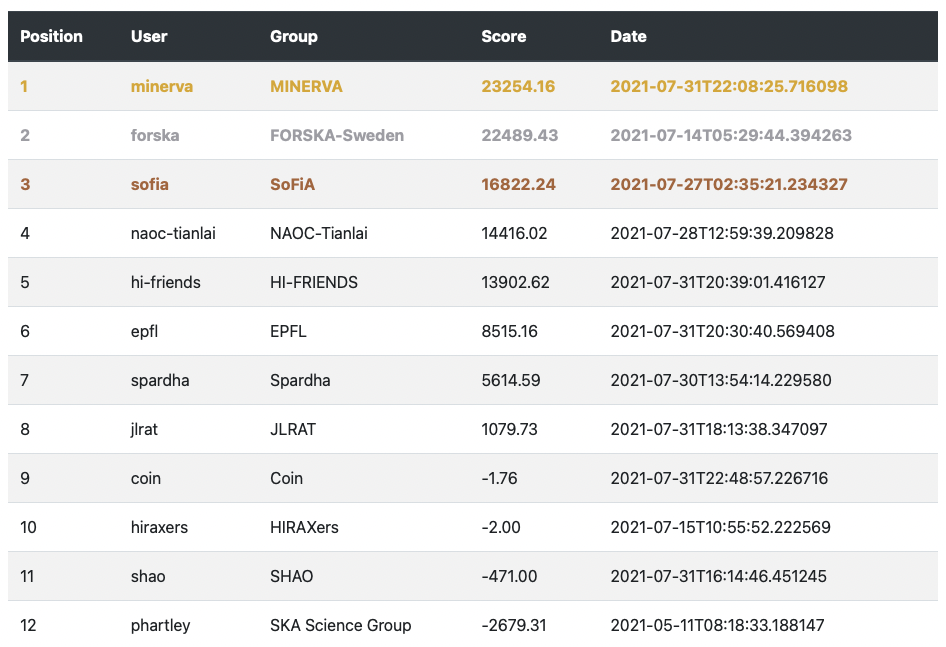 Position User Group Score Date
1 minerva MINERVA 23254.16 2021-07-31T22:08:25.716098
2 forska FORSKA-Sweden 22489.43 2021-07-14T05:29:44.394263
3 sofia SoFiA 16822.24 2021-07-27T02:35:21.234327
4 naoc-tianlai NAOC-Tianlai 14416.02 2021-07-28T12:59:39.209828
5 hi-friends HI-FRIENDS 13902.62 2021-07-31T20:39:01.416127
6 epfl EPFL 8515.16 2021-07-31T20:30:40.569408
7 spardha Spardha 5614.59 2021-07-30T13:54:14.229580
8 jlrat JLRAT 1079.73 2021-07-31T18:13:38.347097
9 coin Coin -1.76 2021-07-31T22:48:57.226716
10 hiraxers HIRAXers -2.00 2021-07-15T10:55:52.222569
11 shao SHAO -471.00 2021-07-31T16:14:46.451245
12 phartley SKA Science Group -2679.31 2021-05-11T08:18:33.188147